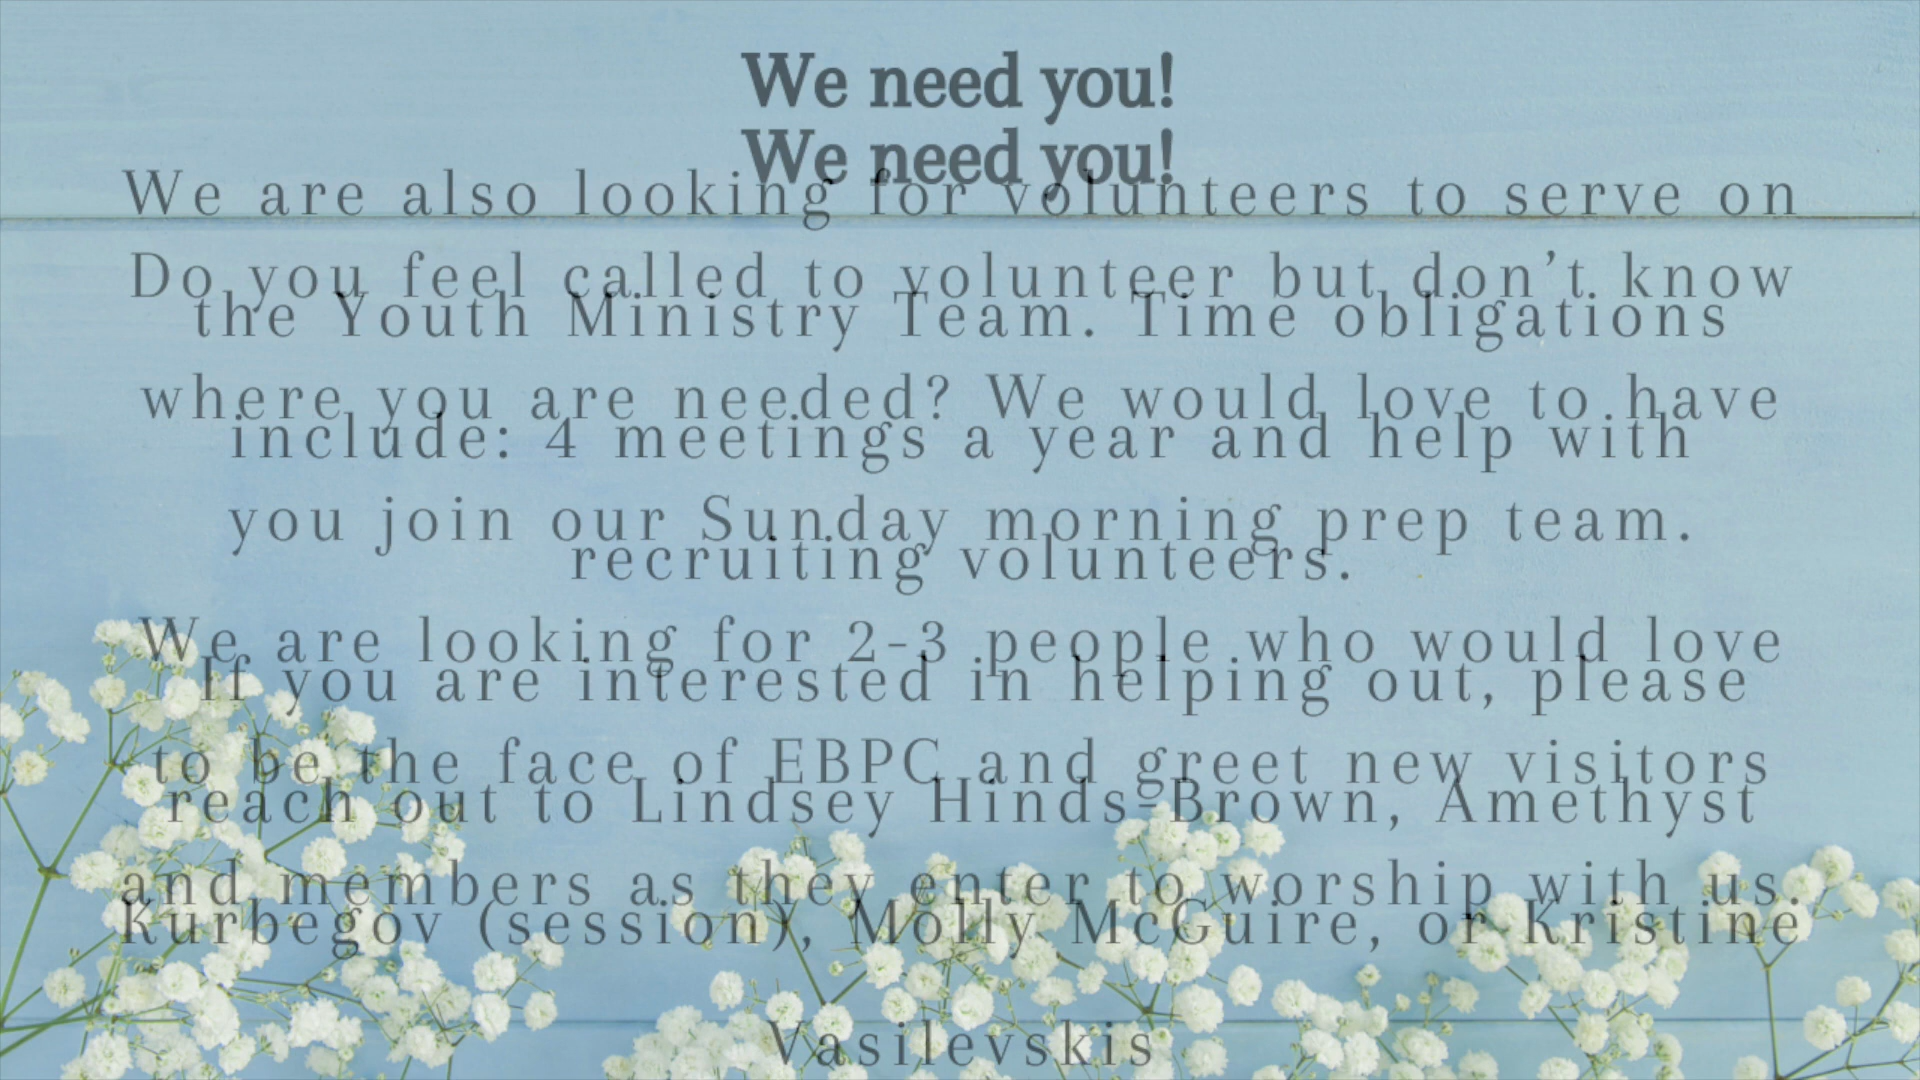 We need you!
We need you!
We are also looking for volunteers to serve on
Do you feel called to volunteer but don’t know
the Youth Ministry Team. Time obligations
where you are needed? We would love to have
include: 4 meetings a year and help with
you join our Sunday morning prep team.
recruiting volunteers.
We are looking for 2-3 people who would love
If you are interested in helping out, please
to be the face of EBPC and greet new visitors
reach out to Lindsey Hinds-Brown, Amethyst
and members as they enter to worship with us.
Kurbegov (session), Molly McGuire, or Kristine
Vasilevskis